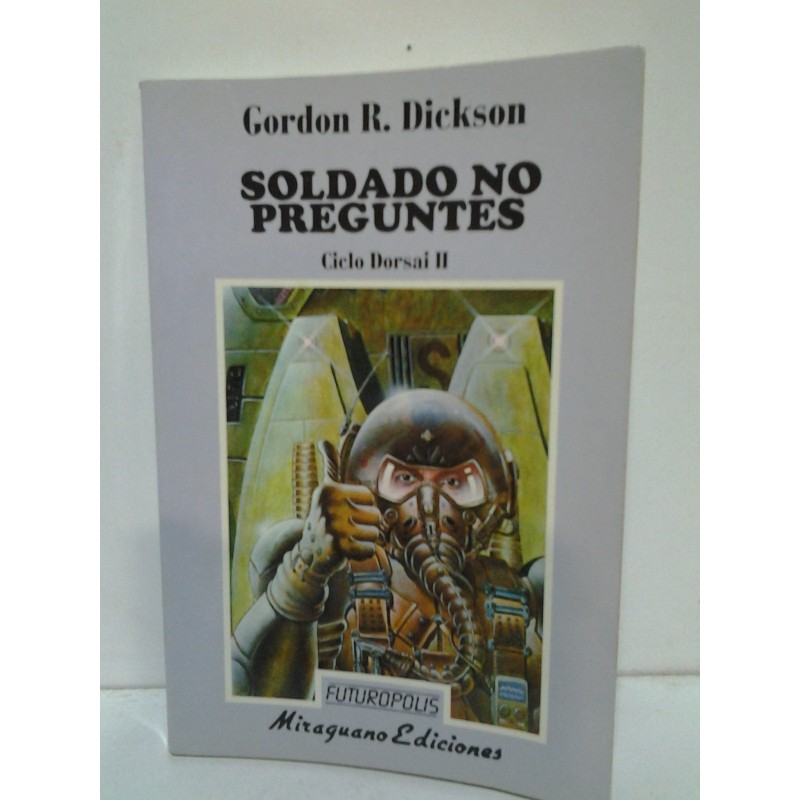 Gordon R. Dickson
SOLDADO NO
PREGUNTES
Ciclo Dorsai II
S
FUTUROPOLIS
Miraguano Ediciones